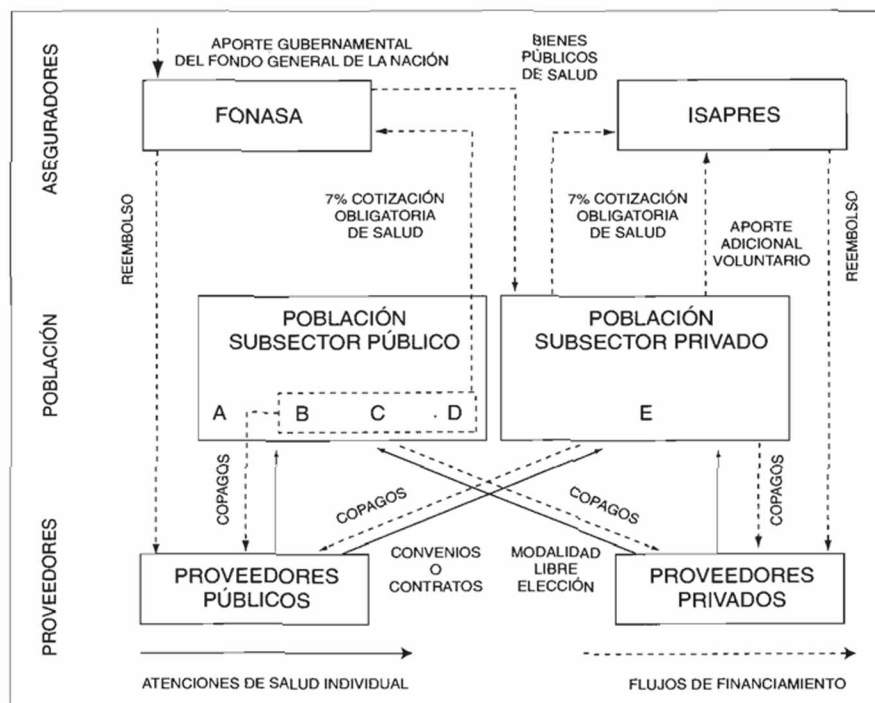 ASEGURADORES
APORTE GUBERNAMENTAL
DEL FONDO GENERAL DE LA NACIÓN
BIENES
PÚBLICOS
DE SALUD
FONASA
ISAPRES
REEMBOLSO
7% COTIZACIÓN
OBLIGATORIA
DE SALUD
7% COTIZACIÓN
OBLIGATORIA
DE SALUD
APORTE
ADICIONAL
VOLUNTARIO
REEMBOLSO
POBLACIÓN
POBLACIÓN
SUBSECTOR PÚBLICO
A B C D
POBLACIÓN
SUBSECTOR PRIVADO
E
PROVEEDORES
COPAGOS
COPAGOS
COPAGOS
COPAGOS
CONVENIOS
O
CONTRATOS
MODALIDAD
LIBRE
ELECCIÓN
PROVEEDORES
PÚBLICOS
PROVEEDORES
PRIVADOS
ATENCIONES DE SALUD INDIVIDUAL
FLUJOS DE FINANCIAMIENTO